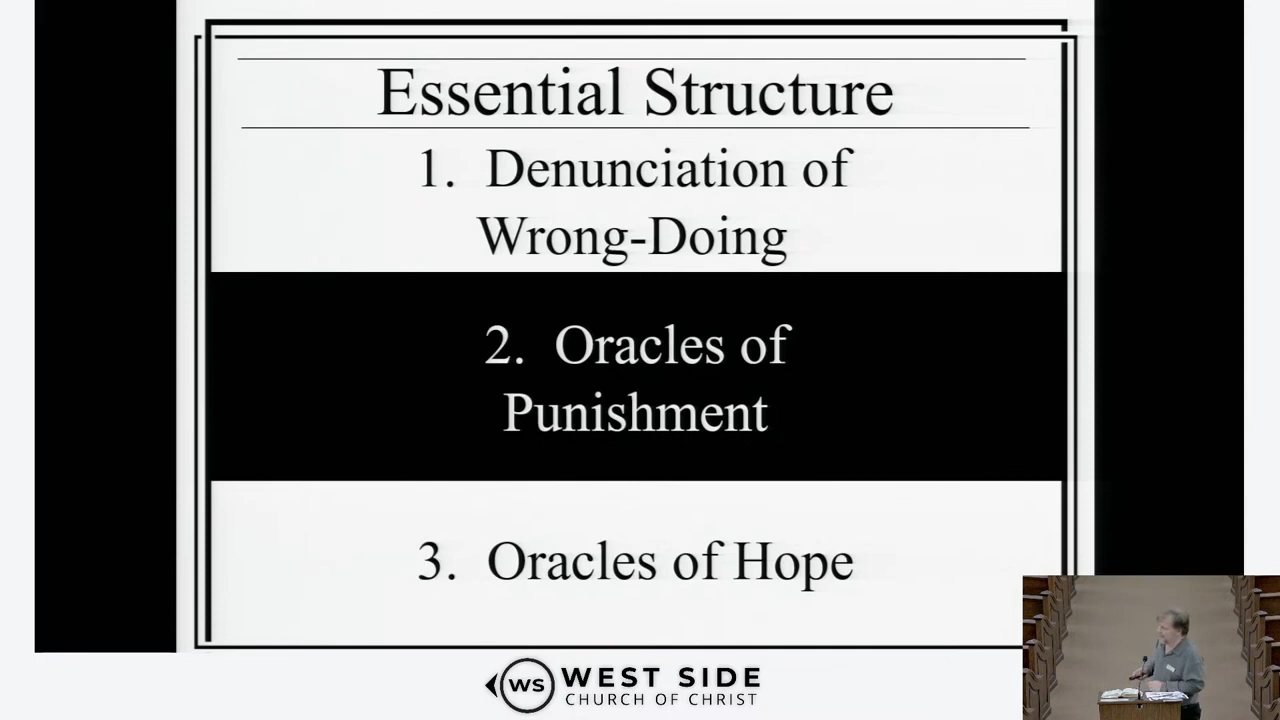 Essential Structure
1. Denunciation of
Wrong-Doing
2. Oracles of
Punishment
3. Oracles of Hope
WS WEST SIDE
CHURCH OF CHRIST